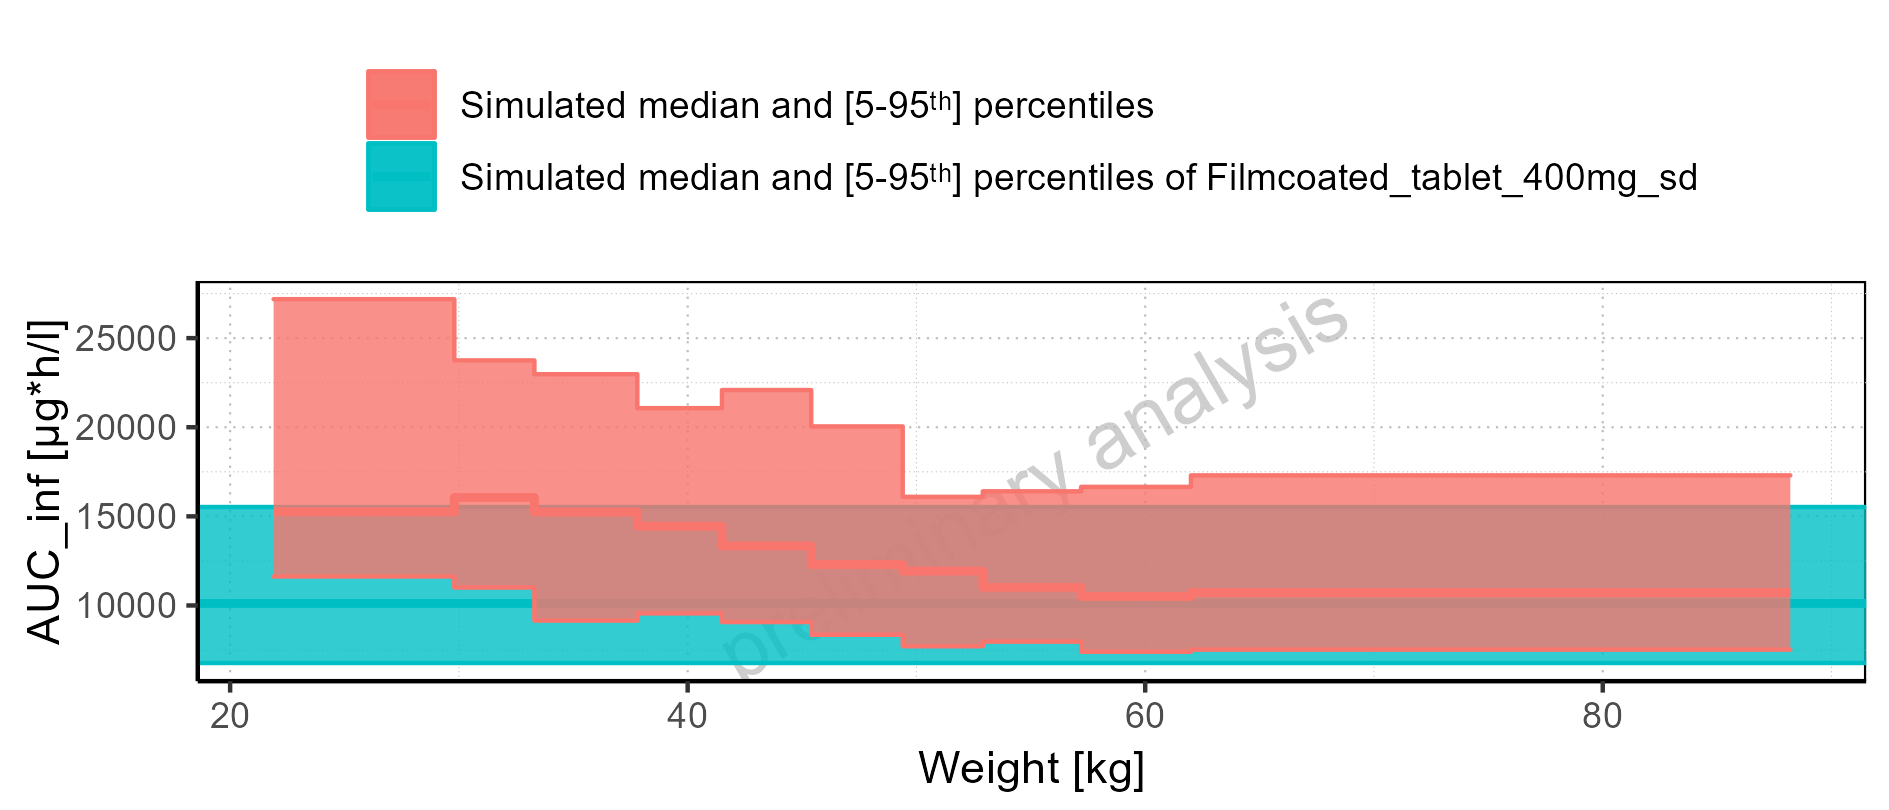 Simulated median and [5-95ᵗʰ] percentiles
Simulated median and [5-95ᵗʰ] percentiles of Filmcoated_tablet_400mg_sd
AUC_inf [µg*h/l]
25000
20000
15000
10000
preliminary analysis
20 40 60 80
Weight [kg]